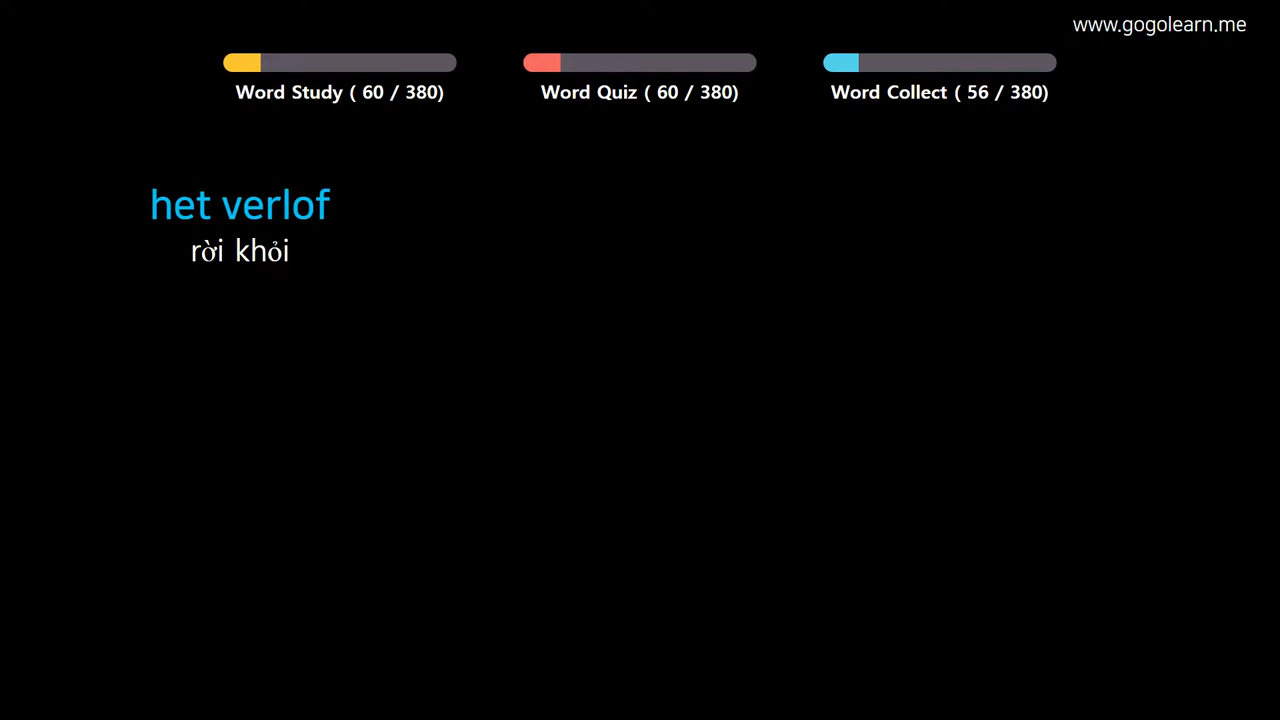 www.gogolearn.me
Word Study ( 60 / 380)
Word Quiz ( 60 / 380)
Word Collect ( 56 / 380)
het verlof
rời khỏi